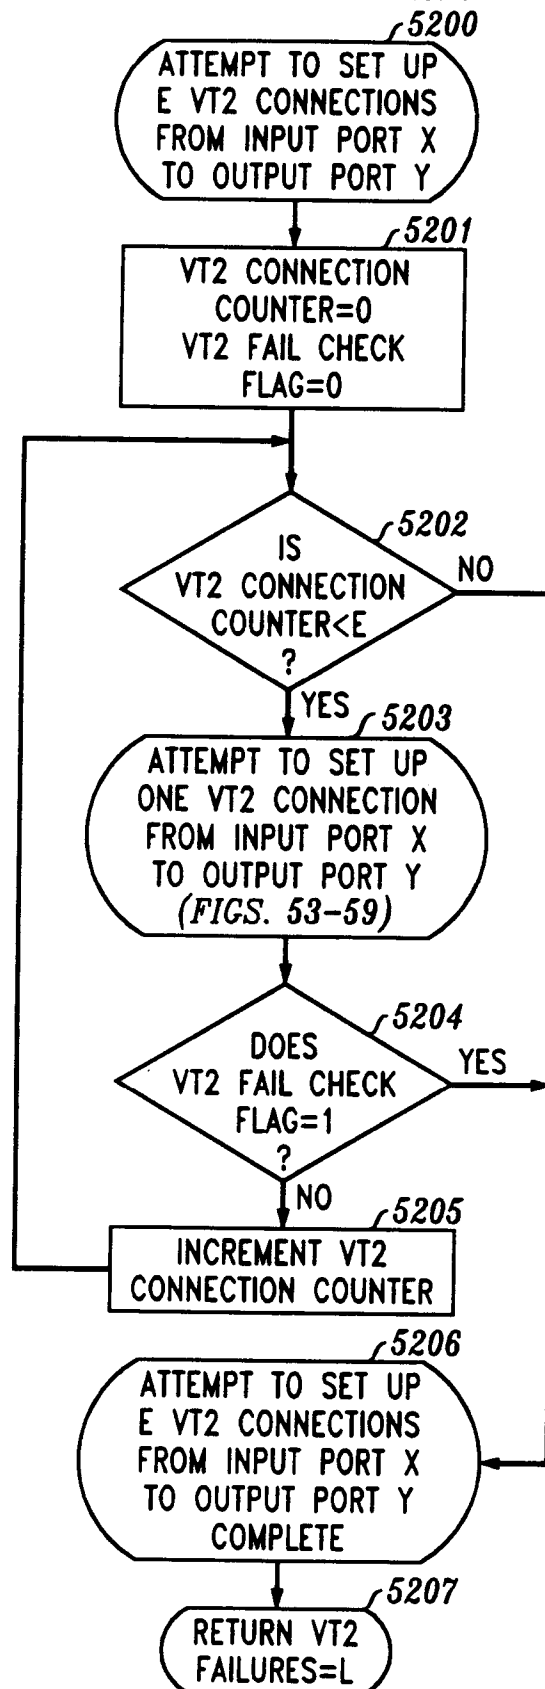 5200
ATTEMPT TO SET UP
E VT2 CONNECTIONS
FROM INPUT PORT X
TO OUTPUT PORT Y
5201
VT2 CONNECTION
COUNTER=0
VT2 FAIL CHECK
FLAG=0
5202
IS
VT2 CONNECTION
COUNTER<E
?
NO
YES
5203
ATTEMPT TO SET UP
ONE VT2 CONNECTION
FROM INPUT PORT X
TO OUTPUT PORT Y
(FIGS. 53-59)
5204
DOES
VT2 FAIL CHECK
FLAG=1
?
YES
NO
5205
INCREMENT VT2
CONNECTION COUNTER
5206
ATTEMPT TO SET UP
E VT2 CONNECTIONS
FROM INPUT PORT X
TO OUTPUT PORT Y
COMPLETE
5207
RETURN VT2
FAILURES=L